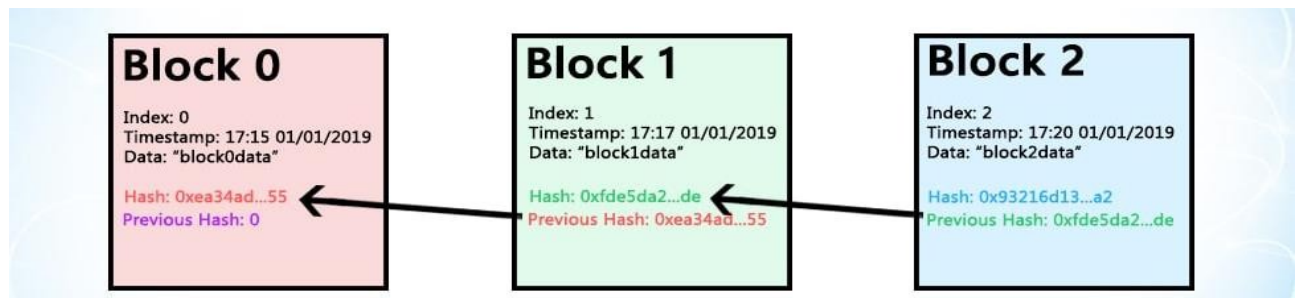 Block 0
Index: 0
Timestamp: 17:15 01/01/2019
Data: "block0data"
Hash: 0xea34ad...55
Previous Hash: 0
Block 1
Index: 1
Timestamp: 17:17 01/01/2019
Data: "block1data"
Hash: 0xfde5da2...de
Previous Hash: 0xea34ad...55
Block 2
Index: 2
Timestamp: 17:20 01/01/2019
Data: "block2data"
Hash: 0x93216d13...a2
Previous Hash: 0xfde5da2...de